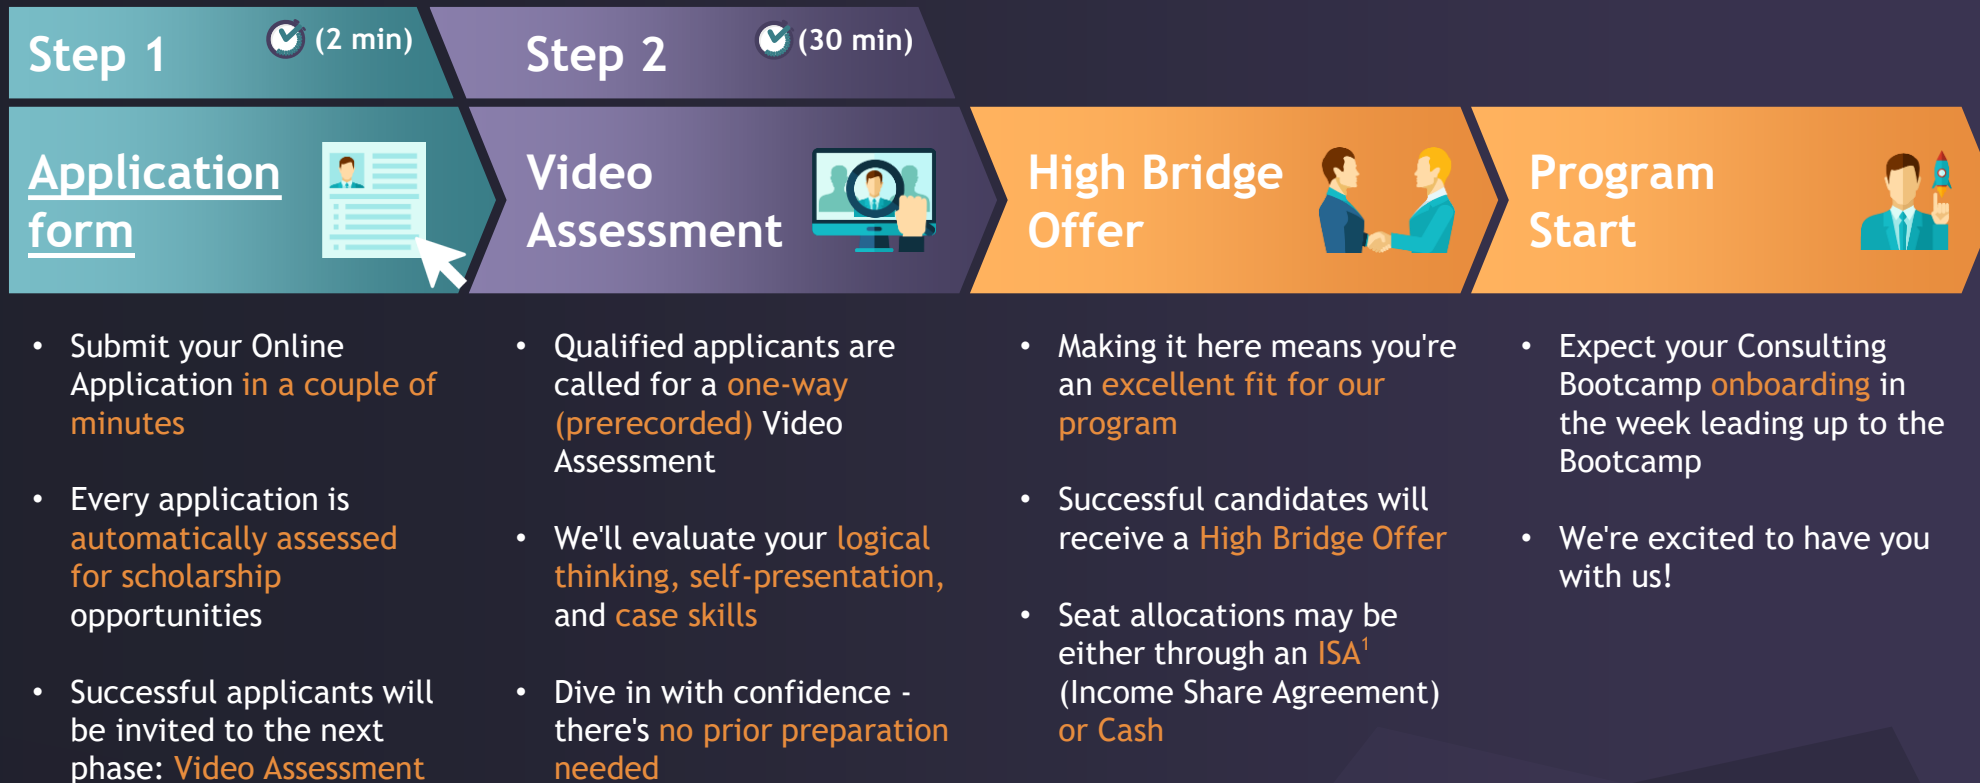 Step 1
(2 min)
Step 2
(30 min)
Application
form
Video
Assessment
High Bridge
Offer
Program
Start
• Submit your Online
Application in a couple of
minutes
• Every application is
automatically assessed
for scholarship
opportunities
• Successful applicants will
be invited to the next
phase: Video Assessment
• Qualified applicants are
called for a one-way
(prerecorded) Video
Assessment
• We'll evaluate your logical
thinking, self-presentation,
and case skills
• Dive in with confidence -
there's no prior preparation
needed
• Making it here means you're
an excellent fit for our
program
• Successful candidates will
receive a High Bridge Offer
• Seat allocations may be
either through an ISA¹
(Income Share Agreement)
or Cash
• Expect your Consulting
Bootcamp onboarding in
the week leading up to the
Bootcamp
• We're excited to have you
with us!